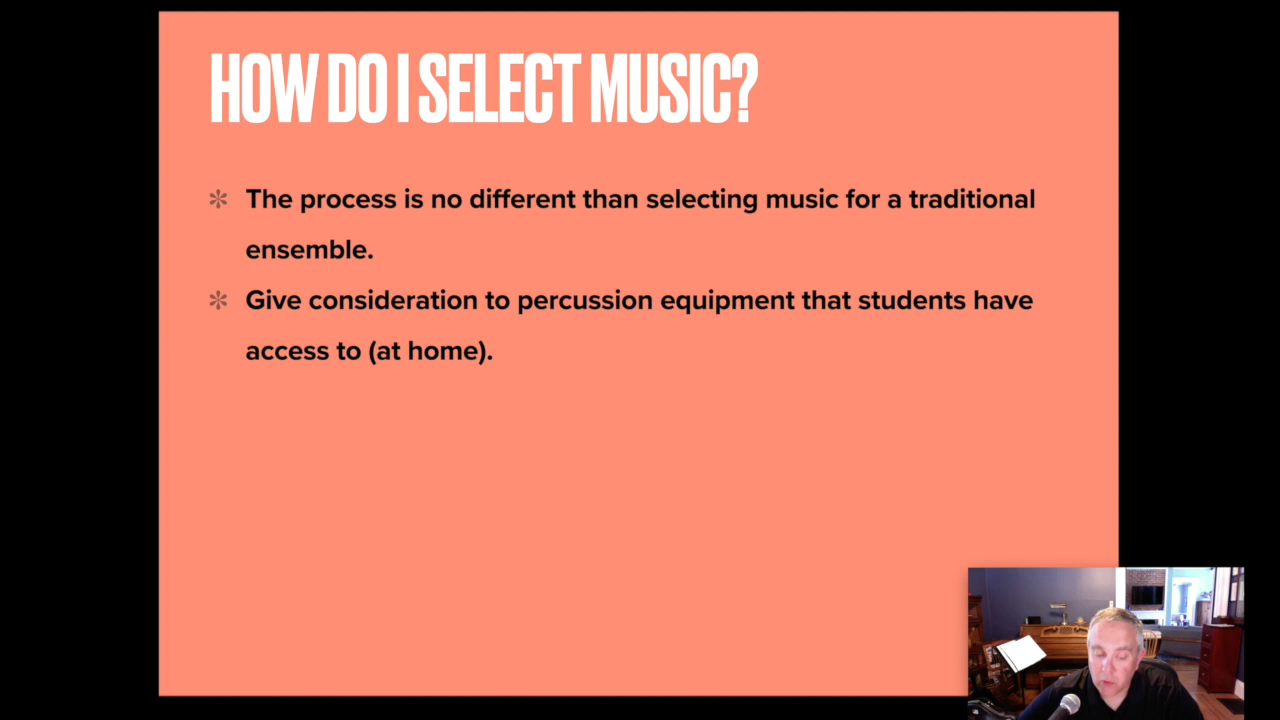 HOW DO I SELECT MUSIC?
✻ The process is no different than selecting music for a traditional
ensemble.
✻ Give consideration to percussion equipment that students have
access to (at home).